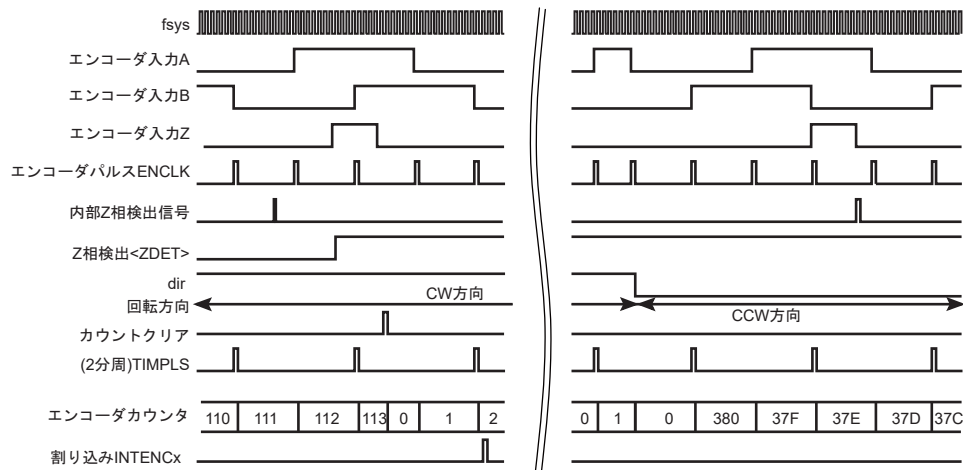 fsys
エンコーダ入力A
エンコーダ入力B
エンコーダ入力Z
エンコーダパルスENCLK
内部Z相検出信号
Z相検出<ZDET>
dir
回転方向 CW方向 CCW方向
カウントクリア
(2分周)TIMPLS
エンコーダカウンタ 110 111 112 113 0 1 2 0 1 0 380 37F 37E 37D 37C
割り込みINTENCx